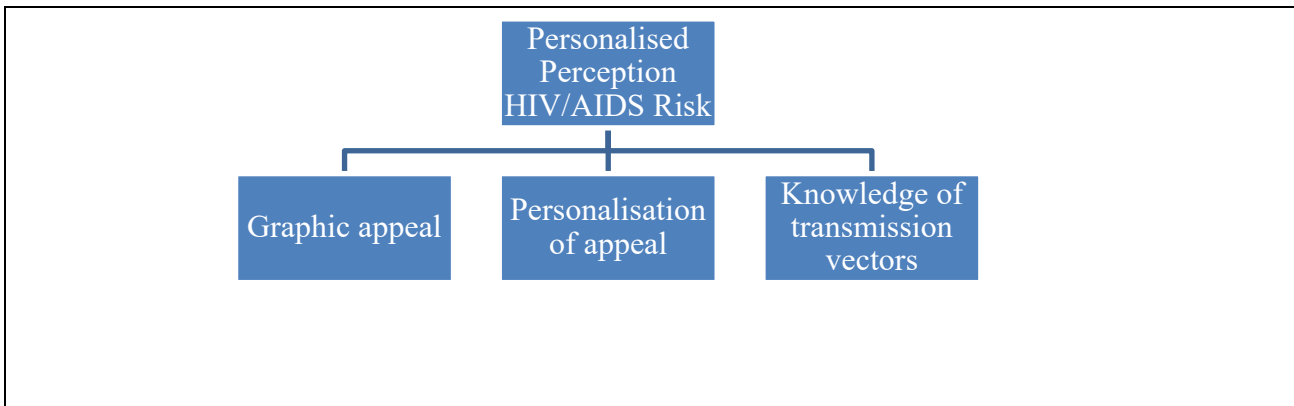 Personalised
Perception
HIV/AIDS Risk
Graphic appeal
Personalisation
of appeal
Knowledge of
transmission
vectors